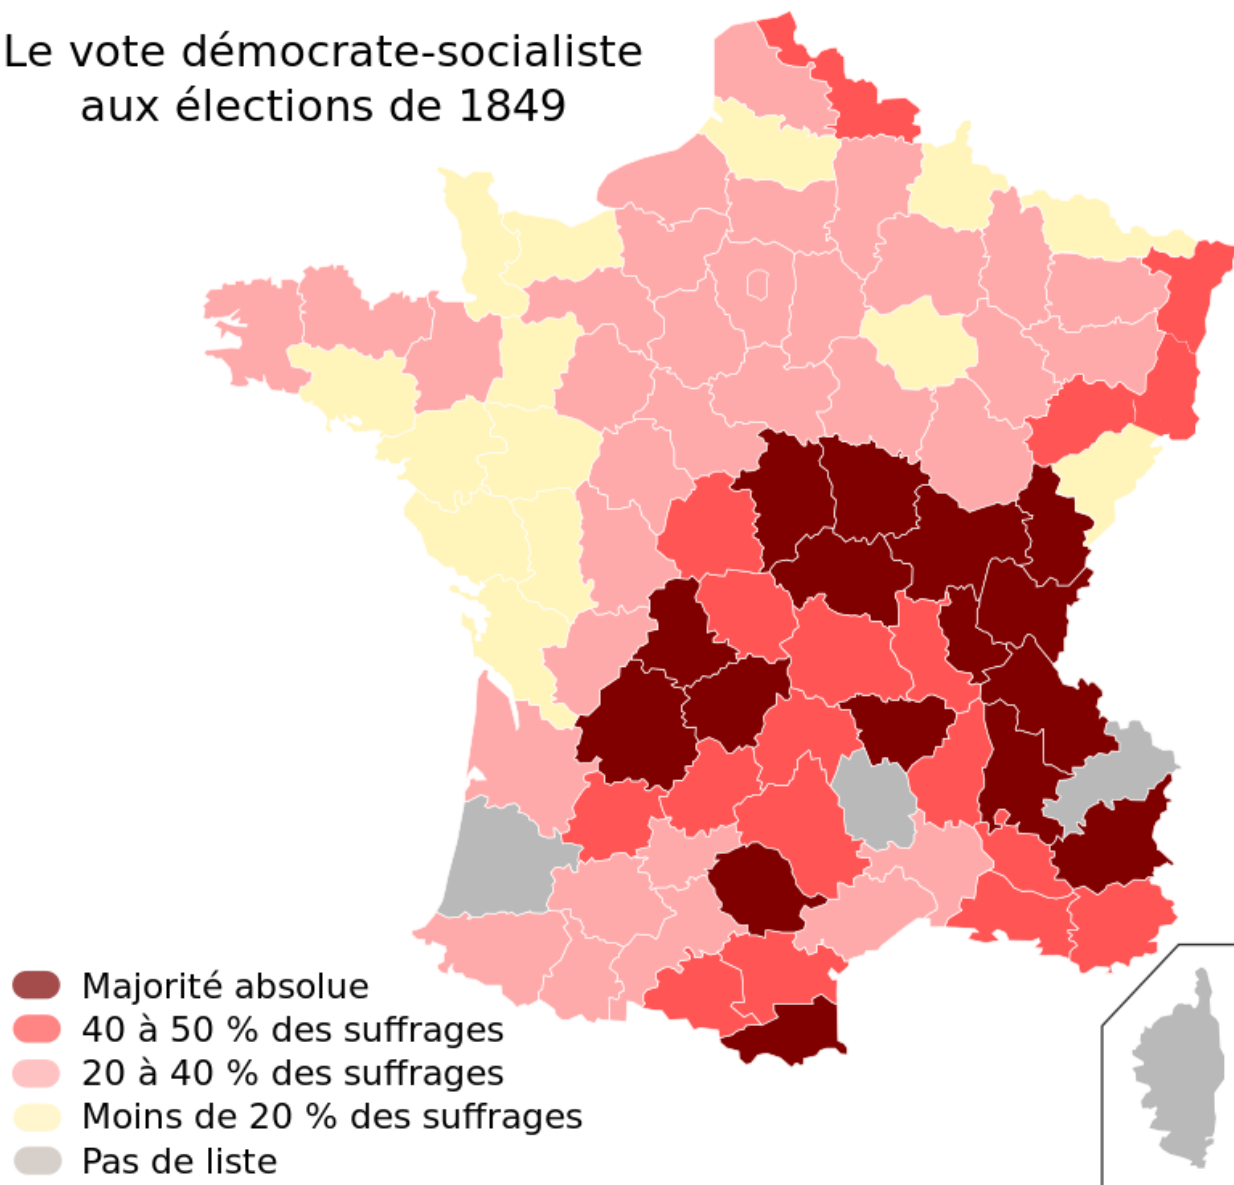 Le vote démocrate-socialiste
aux élections de 1849
Majorité absolue
40 à 50 % des suffrages
20 à 40 % des suffrages
Moins de 20 % des suffrages
Pas de liste